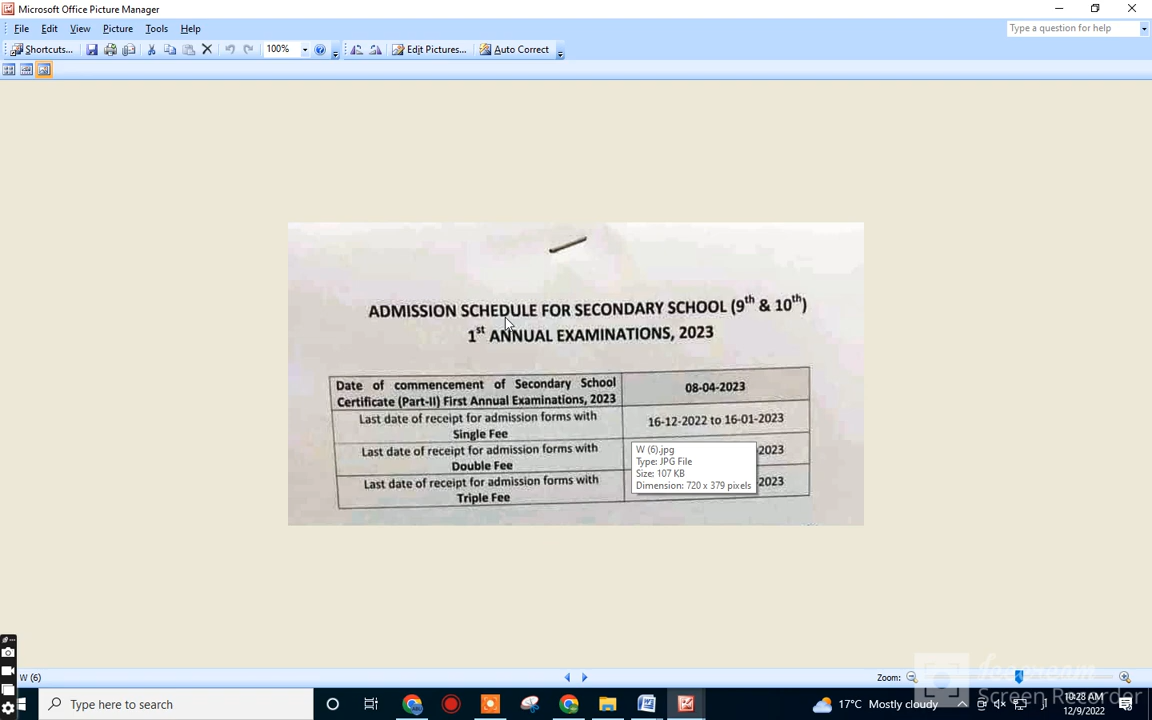 Microsoft Office Picture Manager
File Edit View Picture Tools Help
Type a question for help
Shortcuts... 100% Edit Pictures... Auto Correct
ADMISSION SCHEDULE FOR SECONDARY SCHOOL (9th & 10th)
1st ANNUAL EXAMINATIONS, 2023
Date of commencement of Secondary School
Certificate (Part-II) First Annual Examinations, 2023
08-04-2023
Last date of receipt for admission forms with
Single Fee
16-12-2022 to 16-01-2023
Last date of receipt for admission forms with
Double Fee
2023
Last date of receipt for admission forms with
Triple Fee
2023
W (6).jpg
Type: JPG File
Size: 107 KB
Dimension: 720 x 379 pixels
W (6)
Zoom:
Icecream
Screen Recorder
Type here to search
17°C Mostly cloudy
10:28 AM
12/9/2022